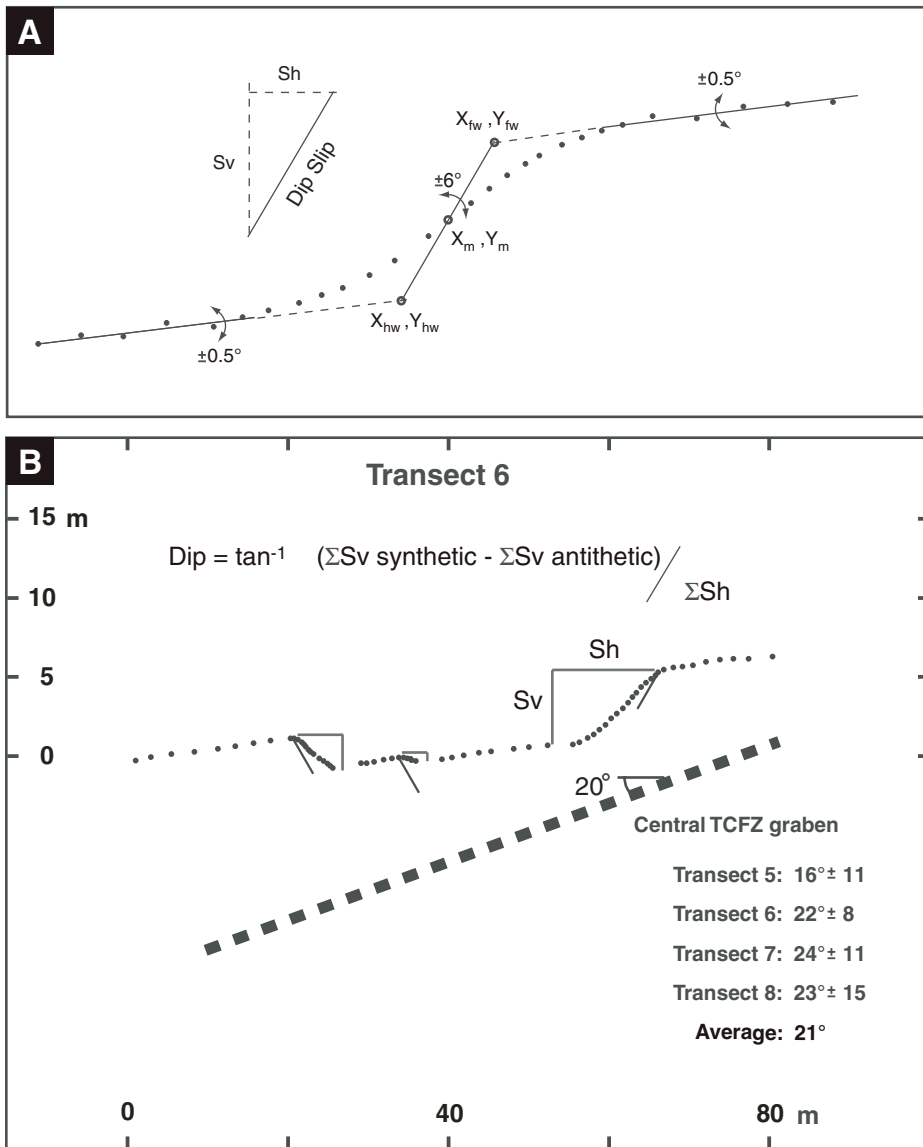 A
Sh
Sv
Dip Slip
±0.5°
Xfw ,Yfw
±6°
Xm ,Ym
Xhw ,Yhw
±0.5°
B
Transect 6
15 m
Dip = tan-1 (ΣSv synthetic - ΣSv antithetic)/
ΣSh
10
Sh
5
Sv
0
20°
Central TCFZ graben
Transect 5: 16°± 11
Transect 6: 22°± 8
Transect 7: 24°± 11
Transect 8: 23°± 15
Average: 21°
0 40 80 m